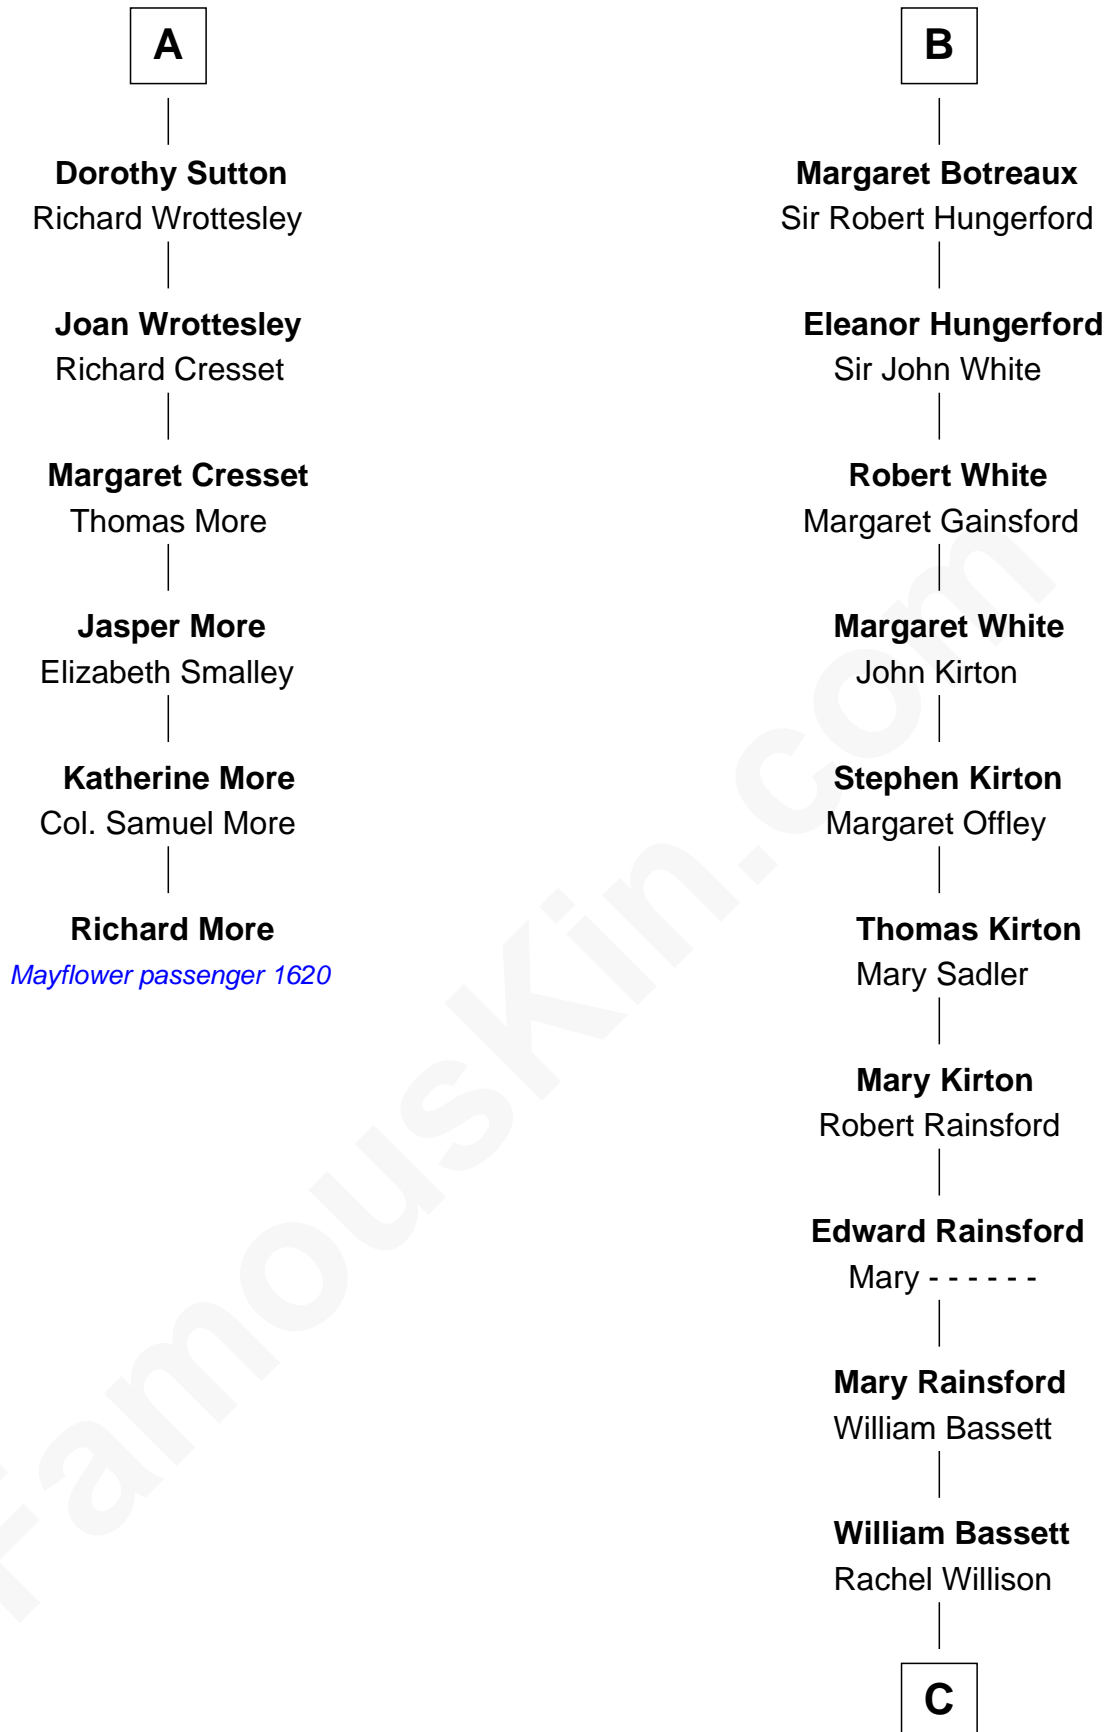 A
Dorothy Sutton
Richard Wrottesley
Joan Wrottesley
Richard Cresset
Margaret Cresset
Thomas More
Jasper More
Elizabeth Smalley
Katherine More
Col. Samuel More
Richard More
Mayflower passenger 1620
B
Margaret Botreaux
Sir Robert Hungerford
Eleanor Hungerford
Sir John White
Robert White
Margaret Gainsford
Margaret White
John Kirton
Stephen Kirton
Margaret Offley
Thomas Kirton
Mary Sadler
Mary Kirton
Robert Rainsford
Edward Rainsford
Mary - - - - - -
Mary Rainsford
William Bassett
William Bassett
Rachel Willison
C
FamousKin.com